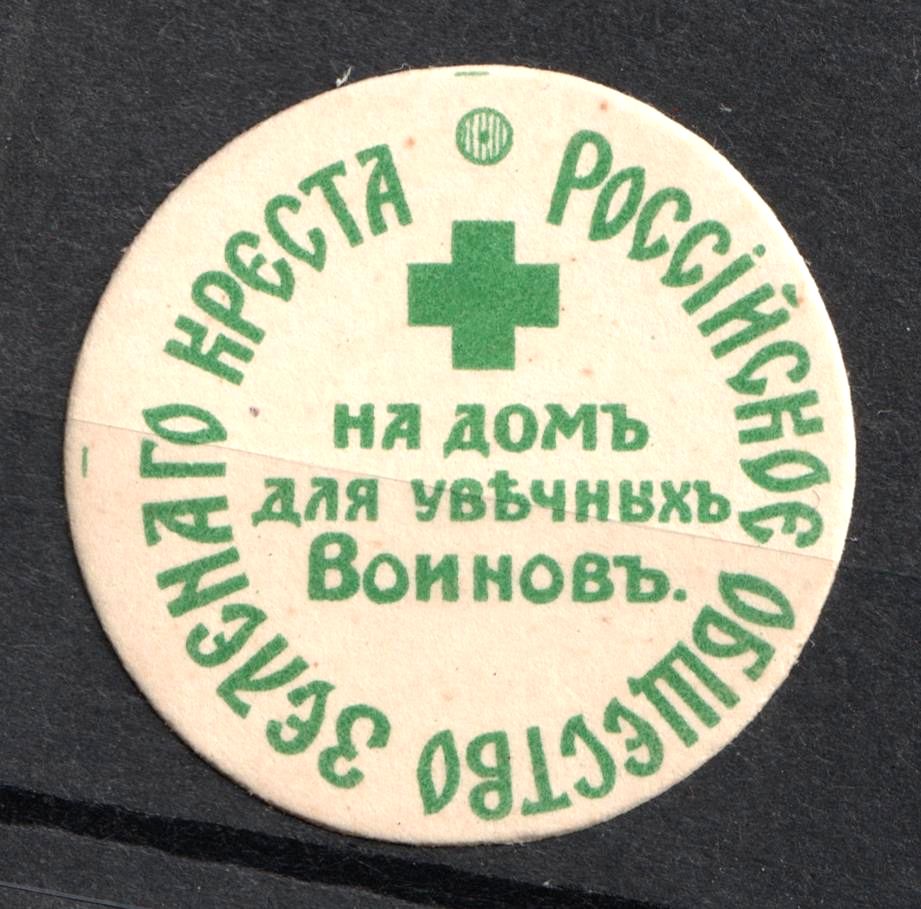 РОССІЙСКОЕ ОБЩЕСТВО ЗЕЛЕНАГО КРЕСТА
НА ДОМЪ
ДЛЯ УВѢЧНЫХЪ
ВОИНОВЪ.